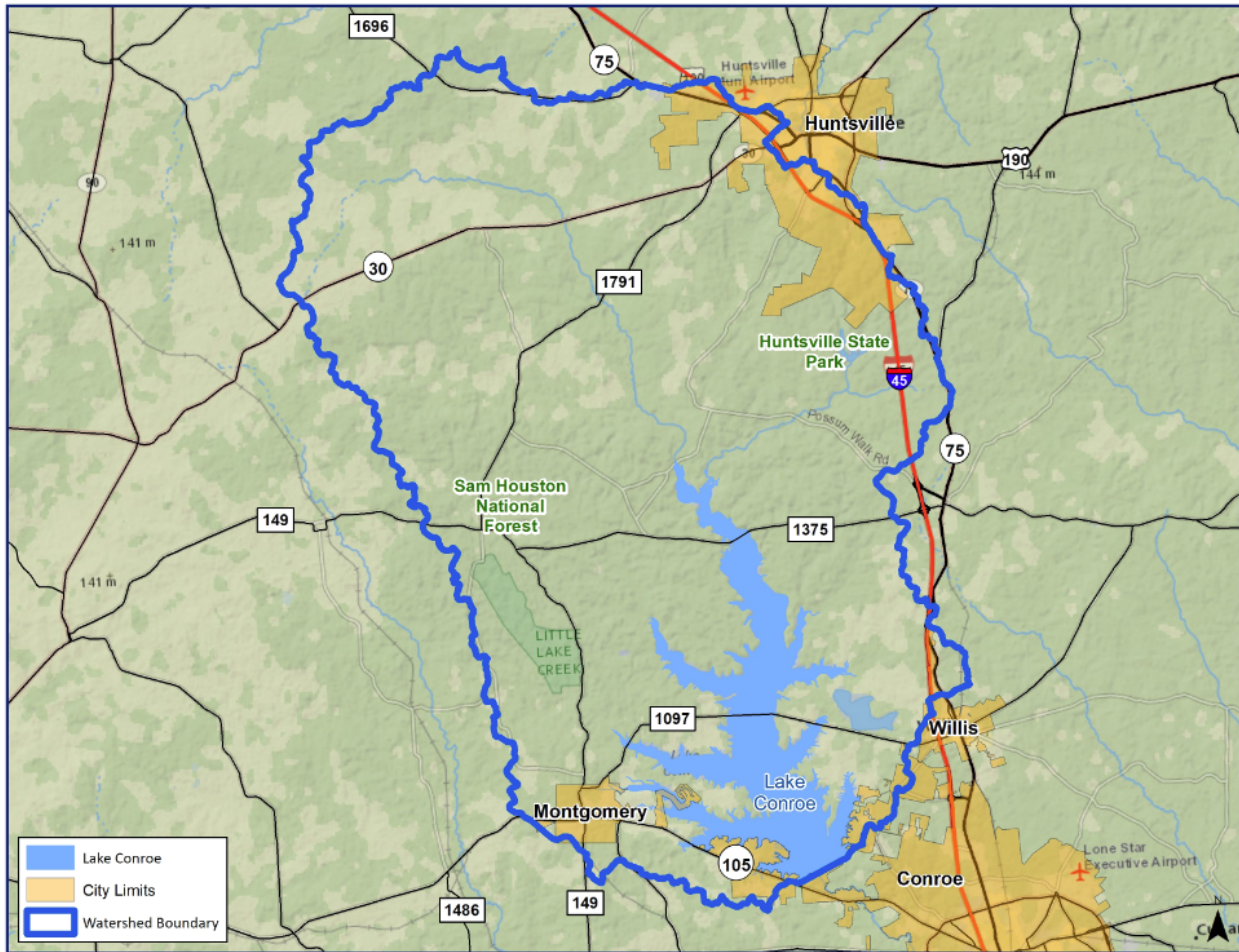 1696
75
Huntsville
Airport
Huntsville
190
90
144 m
141 m
30
30
1791
Huntsville State
Park
45
Possum Walk Rd
75
Sam Houston
National
Forest
149
1375
141 m
LITTLE
LAKE
CREEK
1097
Willis
Lake
Conroe
Montgomery
105
Lone Star
Executive Airport
Conroe
1486
149
N
Lake Conroe
City Limits
Watershed Boundary